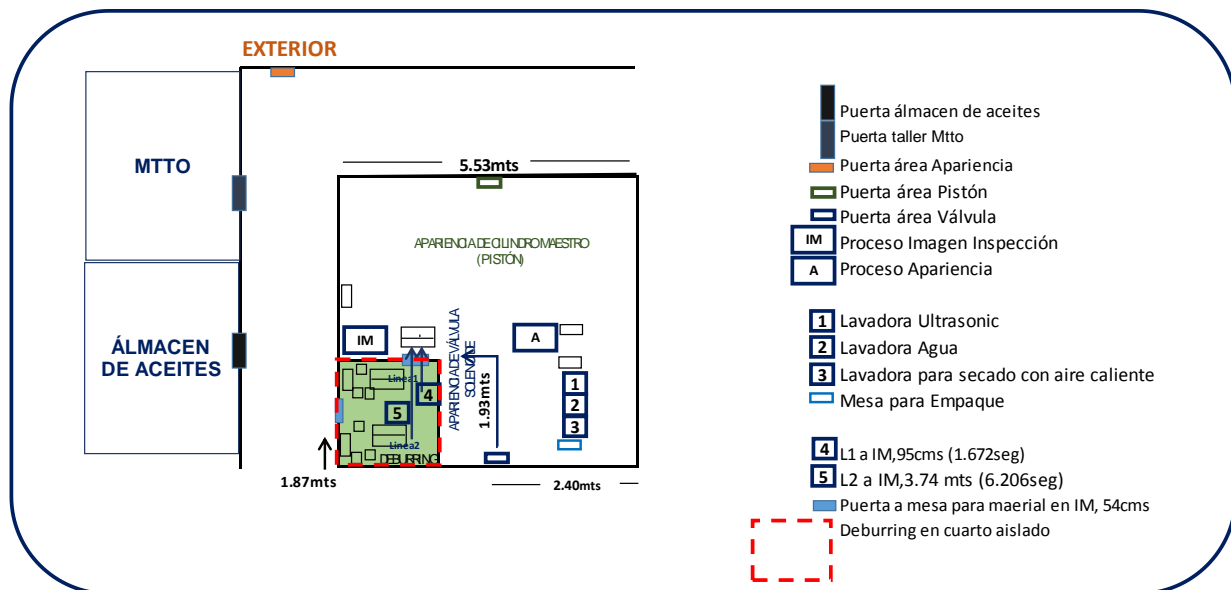 EXTERIOR
MTTO
ÁLMACEN
DE ACEITES
5.53mts
APARIENCIA DE CILINDRO MAESTRO
(PISTÓN)
IM
A
APARIENCIA DE VÁLVULA
SOLENOIDE
1.93mts
Linea1
4
5
Linea2
DEBURRING
1
2
3
1.87mts
2.40mts
Puerta álmacen de aceites
Puerta taller Mtto
Puerta área Apariencia
Puerta área Pistón
Puerta área Válvula
IM Proceso Imagen Inspección
A Proceso Apariencia
1 Lavadora Ultrasonic
2 Lavadora Agua
3 Lavadora para secado con aire caliente
Mesa para Empaque
4 L1 a IM,95cms (1.672seg)
5 L2 a IM,3.74 mts (6.206seg)
Puerta a mesa para maerial en IM, 54cms
Deburring en cuarto aislado